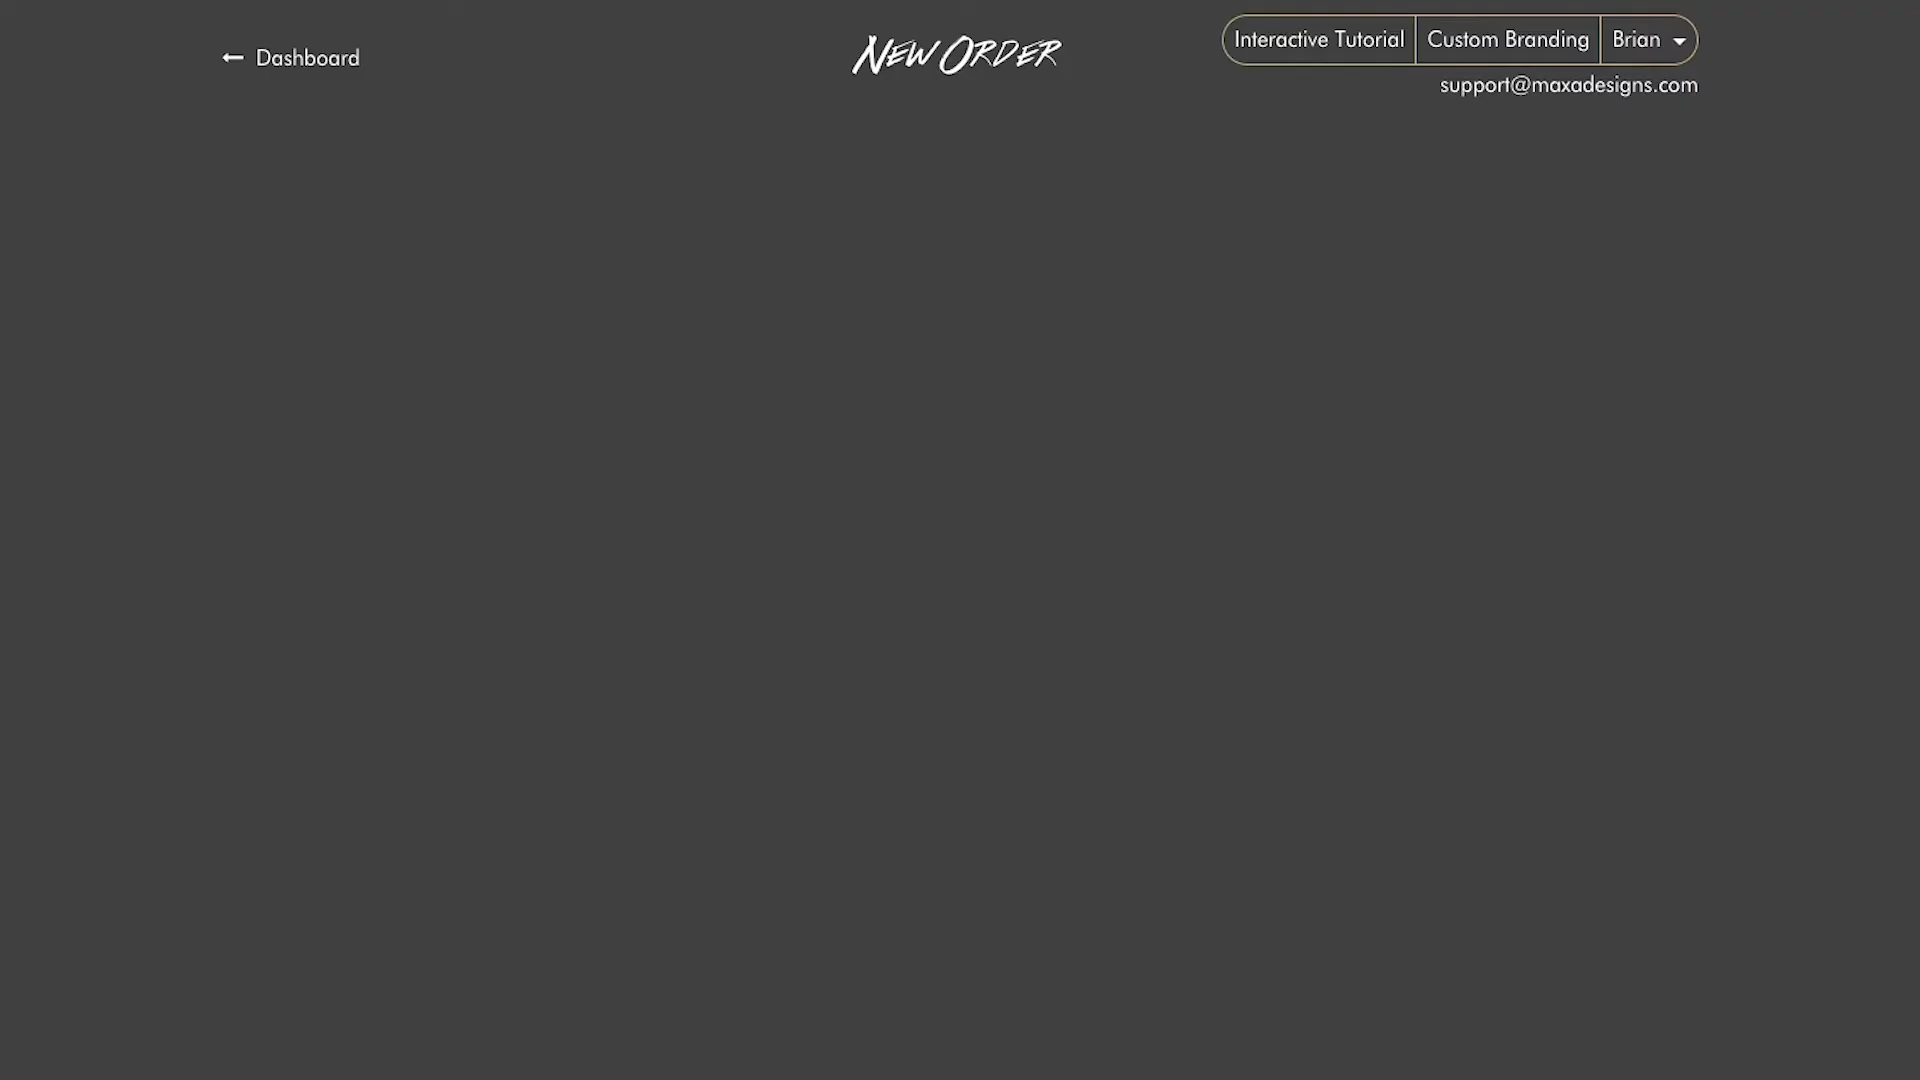 ← Dashboard
New Order
Interactive Tutorial
Custom Branding
Brian
support@maxadesigns.com